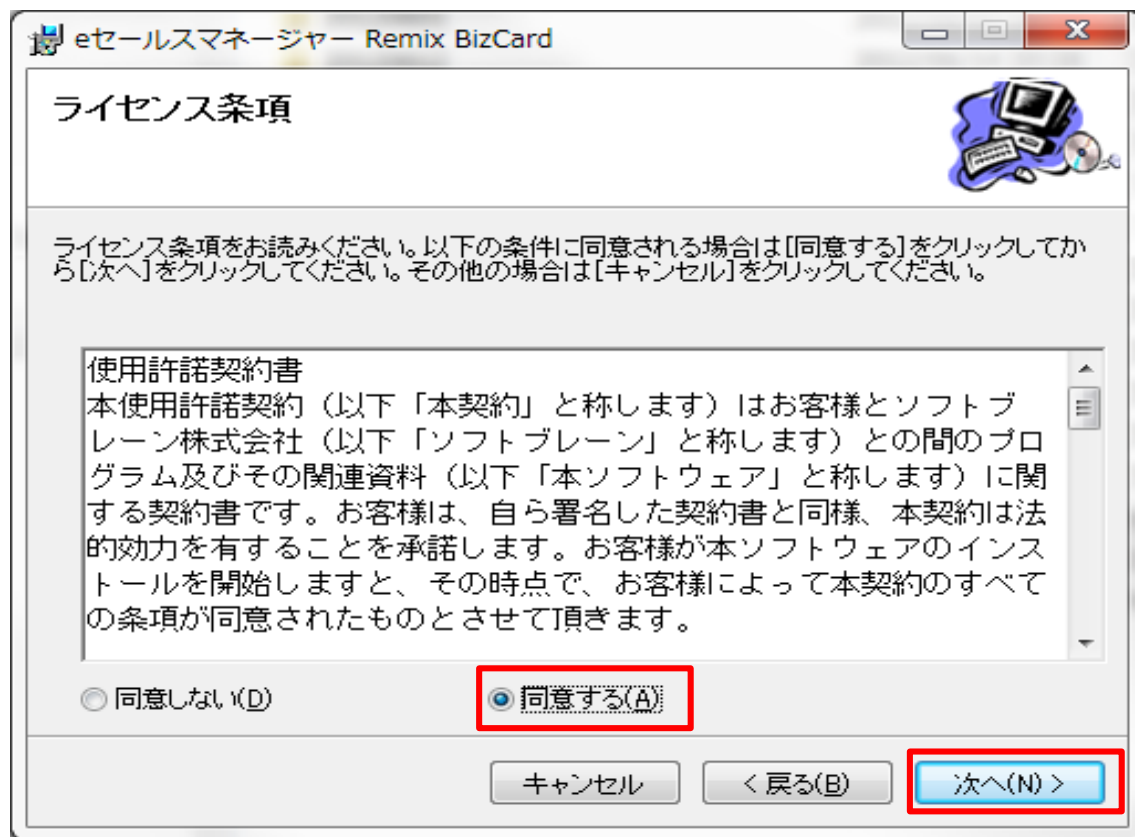 eセールスマネージャー Remix BizCard
ライセンス条項
ライセンス条項をお読みください。以下の条件に同意される場合は[同意する]をクリックしてか
ら[次へ]をクリックしてください。その他の場合は[キャンセル]をクリックしてください。
使用許諾契約書
本使用許諾契約（以下「本契約」と称します）はお客様とソフトブ
レーン株式会社（以下「ソフトブレーン」と称します）との間のプロ
グラム及びその関連資料（以下「本ソフトウェア」と称します）に関
する契約書です。お客様は、自ら署名した契約書と同様、本契約は法
的効力を有することを承諾します。お客様が本ソフトウェアのインス
トールを開始しますと、その時点で、お客様によって本契約のすべて
の条項が同意されたものとさせて頂きます。
同意しない(D) 同意する(A)
キャンセル < 戻る(B) 次へ(N) >